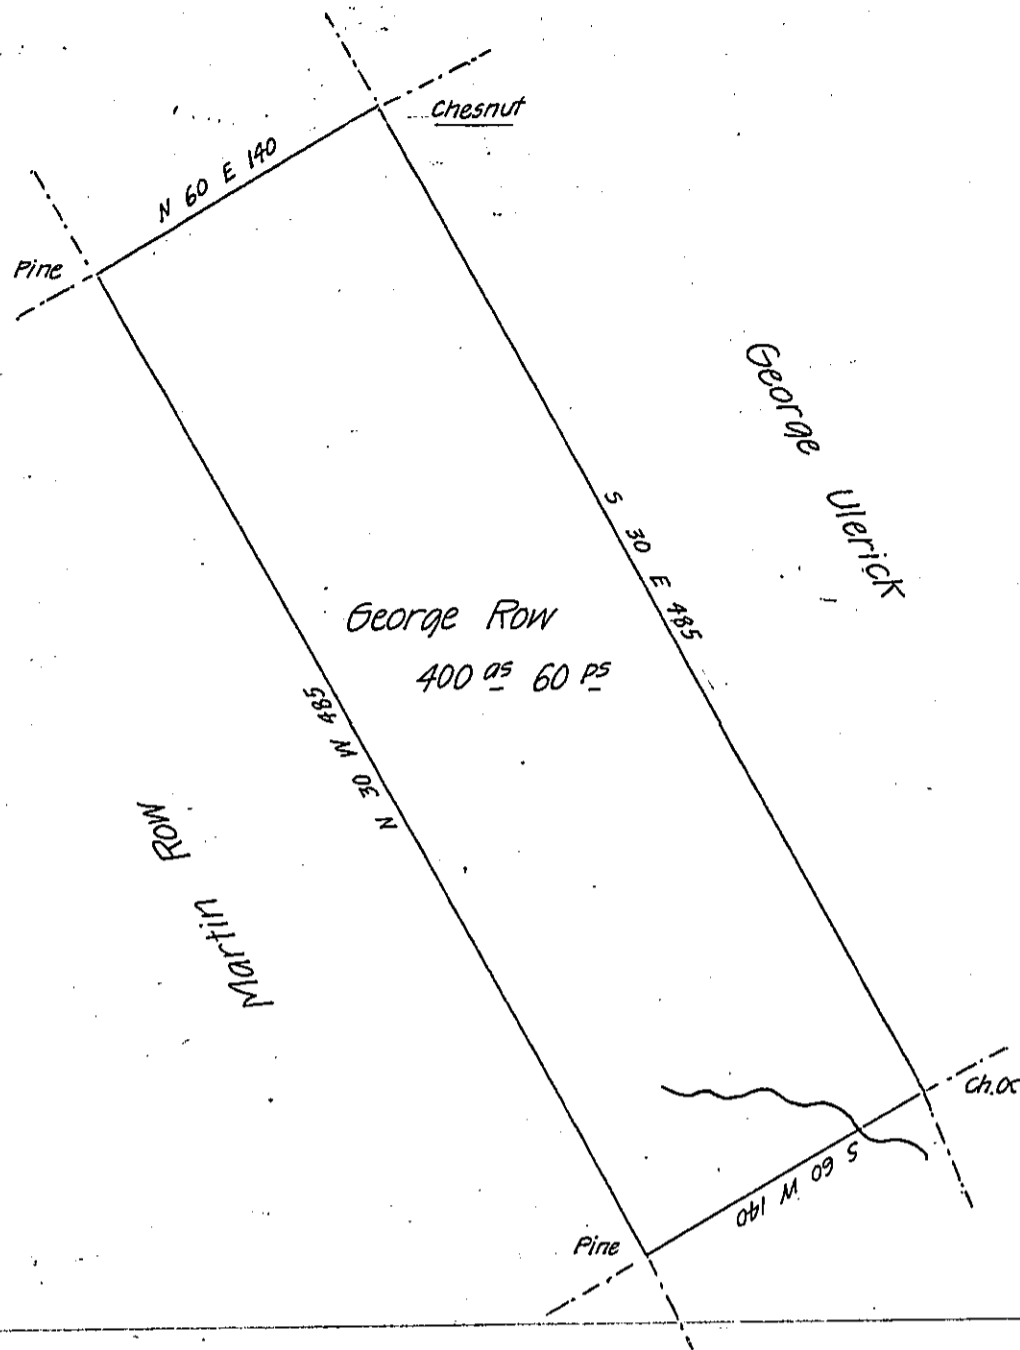 Chesnut
N 60 E 140
Pine
George Ulerick
S 30 E 485
George Row
400 as 60 ps
N 30 W 485
Martin Row
Ch.
S 60 W 140
Pine